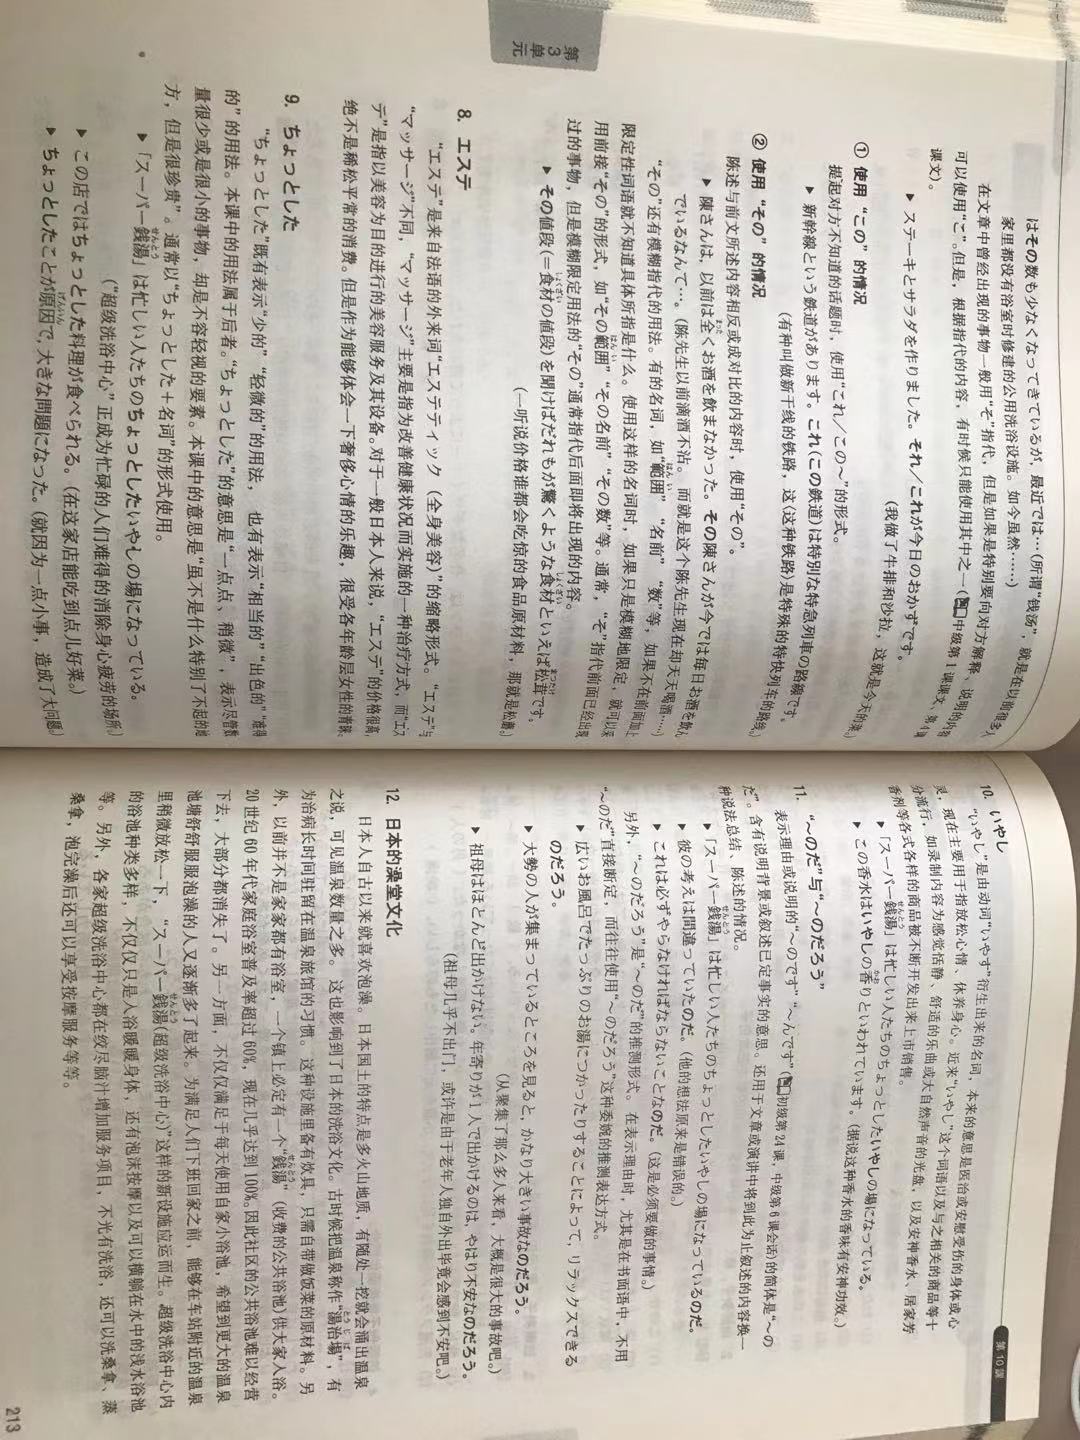 はその数も少なくなってきているが，最近では…(所谓“钱汤”，就是在以前很多人
家里都没有浴室时修建的公用洗浴设施。如今虽然……)
在文章中曾经出现的事物一般用“そ”指代，但是如果是特别要向对方解释、说明的内容
可以使用“こ”。但是，根据指代的内容，有时候只能使用其中之一(中级第1课课文，第4课
课文)。
▶ ステーキとサラダを作りました。それ／これが今日のおかずです。
(我做了牛排和沙拉，这就是今天的菜。)
① 使用“この”的情况
提起对方不知道的话题时，使用“これ／この～”的形式。
▶ 新幹線という鉄道があります。これ(この鉄道)は特別な特急列車の路線です。
(有种叫做新干线的铁路，这(这种铁路)是特殊的特快列车的路线。)
② 使用“その”的情况
陈述与前文所述内容相反或成对比的内容时，使用“その”。
▶ 陳さんは，以前は全くお酒を飲まなかった。その陳さんが今では毎日お酒を飲ん
でいるなんて…。(陈先生以前滴酒不沾。而就是这个陈先生现在却天天喝酒……)
“その”还有模糊指代的用法。有的名词，如“範囲”“名前”“数”等，如果不在前面加上
限定性词语就不知道具体所指是什么。使用这样的名词时，如果只是模糊地限定，就可以采
用前接“その”的形式，如“その範囲”“その名前”“その数”等。通常，“そ”指代前面已经出现
过的事物，但是模糊限定用法的“その”通常指代后面即将出现的内容。
▶ その値段(＝食材の値段)を聞けばだれもが驚くような食材といえば松茸です。
(一听说价格谁都会吃惊的食品原材料，那就是松蘑。)
8. エステ
“エステ”是来自法语的外来词“エステティック (全身美容)”的缩略形式。“エステ”与
“マッサージ”不同，“マッサージ”主要是指为改善健康状况而实施的一种治疗方式，而“エス
テ”是指以美容为目的进行的美容服务及其设备。对于一般日本人来说，“エステ”的价格很高，
绝不是稀松平常的消费。但是作为能够体会一下奢侈心情的乐趣，很受各年龄层女性的青睐。
9. ちょっとした
“ちょっとした”既有表示“少的”“轻微的”的用法，也有表示“相当的”“出色的”“难得
的”的用法。本课中的用法属于后者。“ちょっとした”的意思是“一点点、稍微”，表示尽管数
量很少或是很小的事物，却是不容轻视的要素。本课中的意思是“虽不是什么特别了不起的地
方，但是很珍贵”。通常以“ちょっとした＋名词”的形式使用。
▶ 「スーパー銭湯」は忙しい人たちのちょっとしたいやしの場になっている。
(“超级洗浴中心”正成为忙碌的人们难得的消除身心疲劳的场所。)
▶ この店ではちょっとした料理が食べられる。(在这家店能吃到点儿好菜。)
▶ ちょっとしたことが原因で，大きな問題になった。(就因为一点小事，造成了大问题。)
第3单元
第10課
10. いやし
“いやし”是由动词“いやす”衍生出来的名词，本来的意思是医治或安慰受伤的身体或心
灵，现在主要用于指放松心情、休养身心。近来“いやし”这个词语以及与之相关的商品等十
分流行，如录制内容为感觉恬静、舒适的乐曲或大自然声音的光盘，以及安神香水、居家芳
香剂等各式各样的商品被不断开发出来上市销售。
▶ 「スーパー銭湯」は忙しい人たちのちょっとしたいやしの場になっている。
▶ この香水はいやしの香りといわれています。(据说这种香水的香味有安神功效。)
11. “～のだ”与“～のだろう”
表示理由或说明的“～のです”“～んです”(初级第24课，中级第6课会话)的简体是“～の
だ”。含有说明背景或叙述已定事实的意思。还用于文章或演讲中将到此为止叙述的内容换一
种说法总结、陈述的情况。
▶ 「スーパー銭湯」は忙しい人たちのちょっとしたいやしの場になっているのだ。
▶ 彼の考えは間違っていたのだ。(他的想法原来是错误的。)
▶ これは必ずやらなければならないことなのだ。(这是必须要做的事情。)
另外，“～のだろう”是“～のだ”的推测形式。在表示理由时，尤其是在书面语中，不用
“～のだ”直接断定，而往往使用“～のだろう”这种委婉的推测表达方式。
▶ 広いお風呂でたっぷりのお湯につかったりすることによって，リラックスできる
のだろう。
▶ 大勢の人が集まっているところを見ると，かなり大きい事故なのだろう。
(从聚集了那么多人来看，大概是很大的事故吧。)
▶ 祖母はほとんど出かけない。年寄りが1人で出かけるのは，やはり不安なのだろう。
(祖母几乎不出门，或许是由于老年人独自外出毕竟会感到不安吧。)
12. 日本的澡堂文化
日本人自古以来就喜欢泡澡。日本国土的特点是多火山地质，有随处一挖就会涌出温泉
之说，可见温泉数量之多。这也影响到了日本的洗浴文化。古时候把温泉称作“湯治場”，有
为治病长时间驻留在温泉旅馆的习惯。这种设施里备有炊具，只需自带做饭菜的原材料。另
外，以前并不是家家都有浴室，一个镇上必定有一个“銭湯”(收费的公共浴池)供大家入浴。
20世纪60年代家庭浴室普及率超过60%，现在几乎达到100%。因此社区的公共浴池难以经营
下去，大部分都消失了。另一方面，不仅仅满足于每天使用自家小浴池，希望到更大的温泉
池塘舒舒服服泡澡的人又逐渐多了起来。为满足人们下班回家之前，能够在车站附近的温泉
里稍微放松一下，“スーパー銭湯(超级洗浴中心)”这样的新设施应运而生。超级洗浴中心内
的浴池种类多样，不仅仅只是入浴暖暖身体，还有泡沫按摩以及可以横躺在水中的浅水浴池
等。另外，各家超级洗浴中心都在绞尽脑汁增加服务项目，不光有洗浴，还可以洗桑拿、蒸
桑拿，泡完澡后还可以享受按摩服务等等。
213